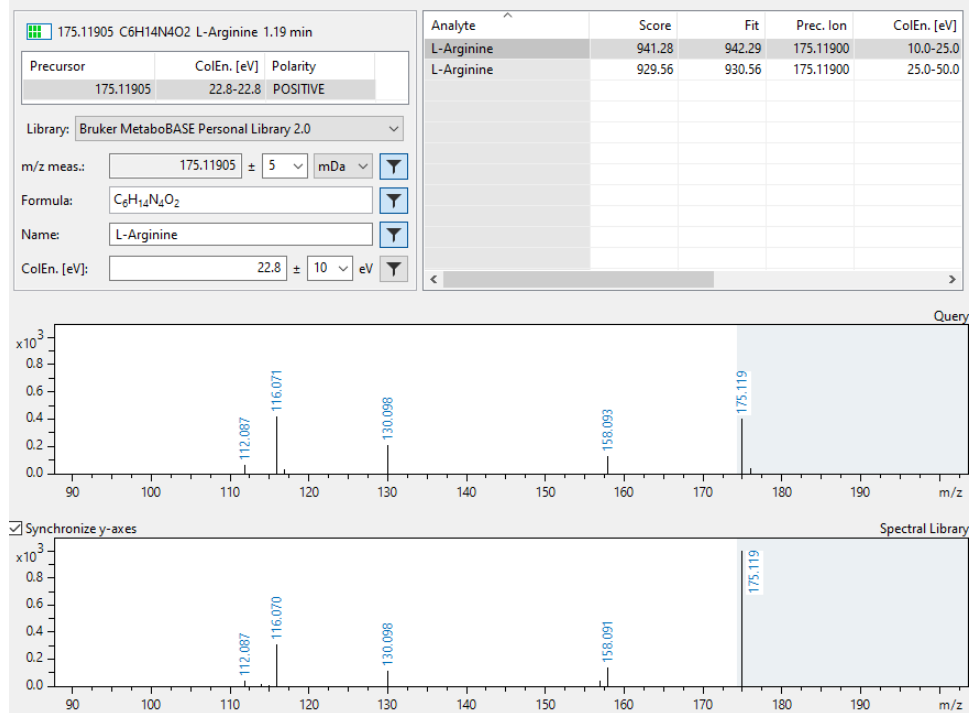 175.11905 C6H14N4O2 L-Arginine 1.19 min
Precursor ColEn. [eV] Polarity
175.11905 22.8-22.8 POSITIVE
Library: Bruker MetaboBASE Personal Library 2.0
m/z meas.: 175.11905 ± 5 mDa
Formula: C₆H₁₄N₄O₂
Name: L-Arginine
ColEn. [eV]: 22.8 ± 10 eV
Analyte Score Fit Prec. Ion ColEn. [eV]
L-Arginine 941.28 942.29 175.11900 10.0-25.0
L-Arginine 929.56 930.56 175.11900 25.0-50.0
Query
x10³
0.8
0.6
0.4
0.2
0.0
112.087
116.071
130.098
158.093
175.119
90 100 110 120 130 140 150 160 170 180 190 m/z
Synchronize y-axes Spectral Library
x10³
0.8
0.6
0.4
0.2
0.0
112.087
116.070
130.098
158.091
175.119
90 100 110 120 130 140 150 160 170 180 190 m/z